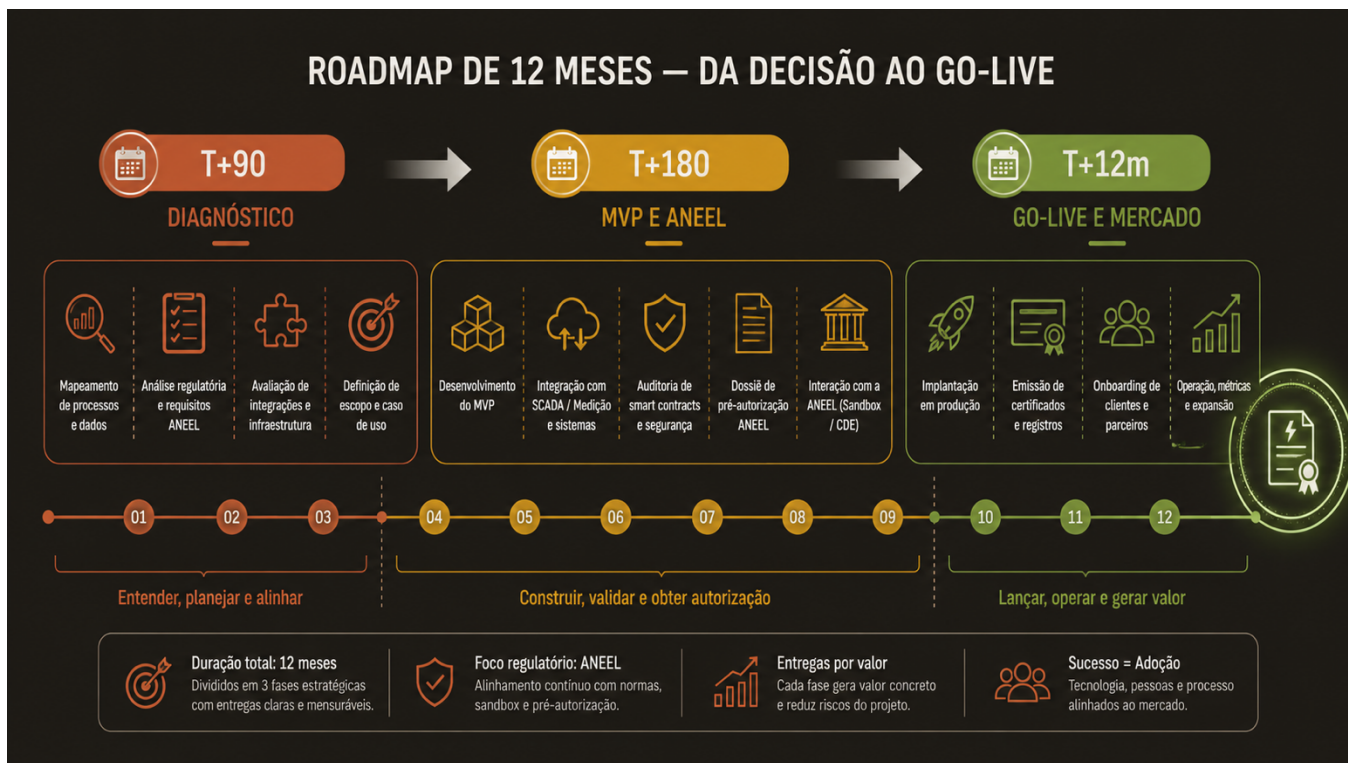 ROADMAP DE 12 MESES — DA DECISÃO AO GO-LIVE
T+90
T+180
T+12m
DIAGNÓSTICO
MVP E ANEEL
GO-LIVE E MERCADO
Mapeamento
de processos
e dados
Análise regulatória
e requisitos
ANEEL
Avaliação de
integrações e
infraestrutura
Definição de
escopo e caso
de uso
Desenvolvimento
do MVP
Integração com
SCADA / Medição
e sistemas
Auditoria de
smart contracts
e segurança
Dossiê de
pré-autorização
ANEEL
Interação com a
ANEEL (Sandbox
/ CDE)
Implantação
em produção
Emissão de
certificados
e registros
Onboarding de
clientes e
parceiros
Operação, métricas
e expansão
01
02
03
04
05
06
07
08
09
10
11
12
Entender, planejar e alinhar
Construir, validar e obter autorização
Lançar, operar e gerar valor
Duração total: 12 meses
Divididos em 3 fases estratégicas
com entregas claras e mensuráveis.
Foco regulatório: ANEEL
Alinhamento contínuo com normas,
sandbox e pré-autorização.
Entregas por valor
Cada fase gera valor concreto
e reduz riscos do projeto.
Sucesso = Adoção
Tecnologia, pessoas e processo
alinhados ao mercado.